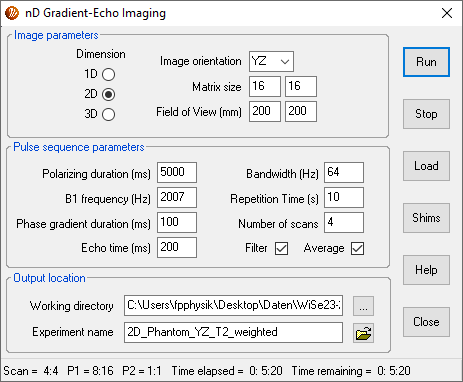 nD Gradient-Echo Imaging
Image parameters
Dimension
1D
2D
3D
Image orientation YZ
Matrix size 16 16
Field of View (mm) 200 200
Pulse sequence parameters
Polarizing duration (ms) 5000
B1 frequency (Hz) 2007
Phase gradient duration (ms) 100
Echo time (ms) 200
Bandwidth (Hz) 64
Repetition Time (s) 10
Number of scans 4
Filter Average
Output location
Working directory C:\Users\fpphysik\Desktop\Daten\WiSe23-
...
Experiment name 2D_Phantom_YZ_T2_weighted
Run
Stop
Load
Shims
Help
Close
Scan = 4:4 P1 = 8:16 P2 = 1:1 Time elapsed = 0: 5:20 Time remaining = 0: 5:20